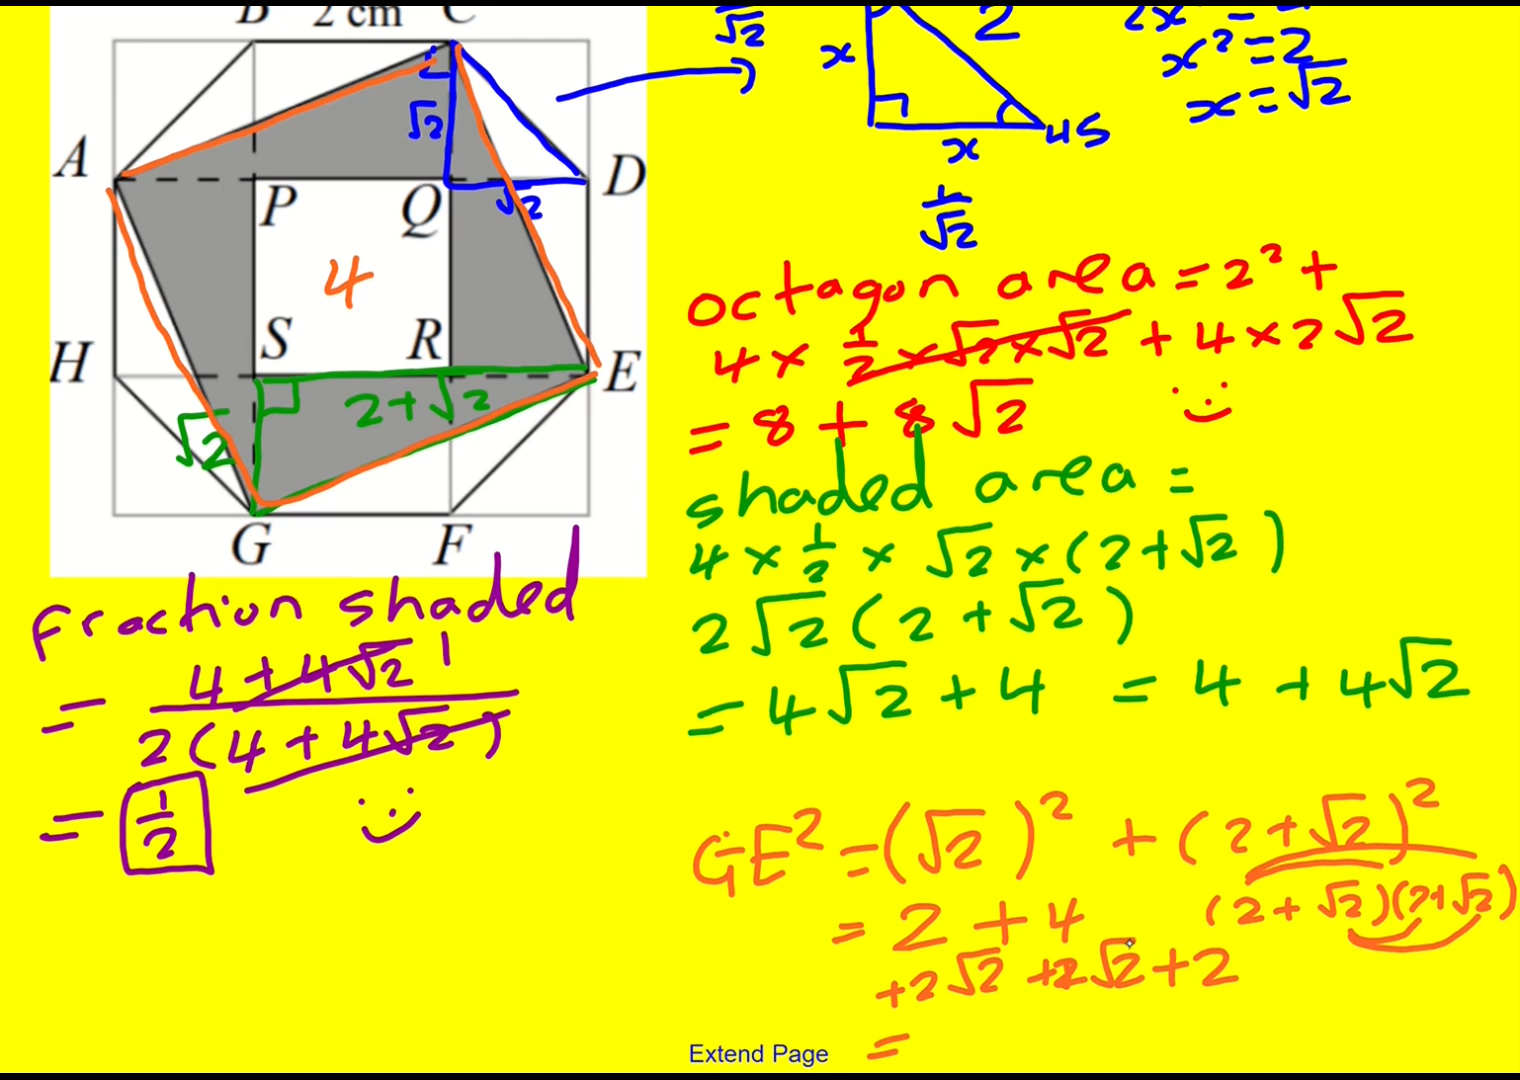 B 2 cm C
√2
x
2
x² = 2
x = √2
45
x
1/√2
A
√2
D
P
Q
√2
4
H
S
R
E
2+√2
√2
G
F
octagon area = 2² +
4 × 1/2 × √2 × √2 + 4 × 2√2
= 8 + 8√2
shaded area =
4 × 1/2 × √2 × (2+√2)
2√2(2+√2)
= 4√2 + 4 = 4 + 4√2
fraction shaded
= 4 + 4√2 1
2(4 + 4√2)
= 1/2
GE² = (√2)² + (2+√2)²
(2+√2)(2+√2)
= 2 + 4
+2√2 +2√2 + 2
=
Extend Page